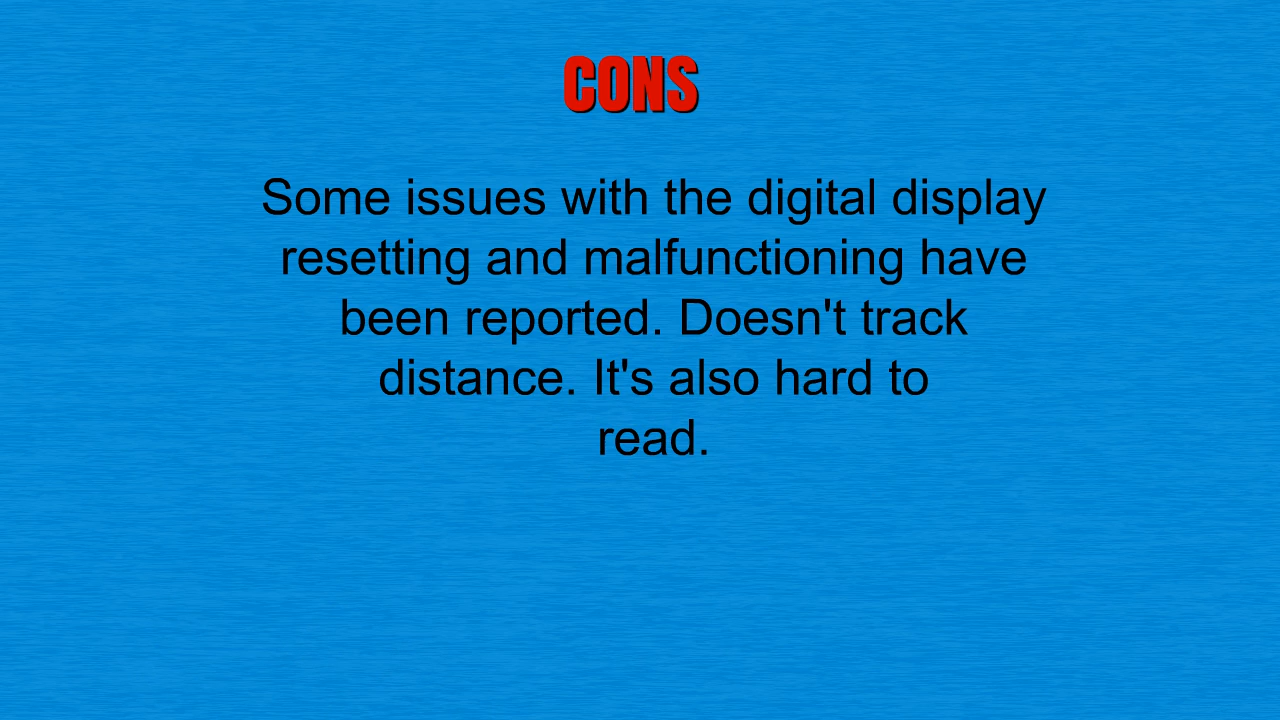 CONS
Some issues with the digital display
resetting and malfunctioning have
been reported. Doesn't track
distance. It's also hard to
read.